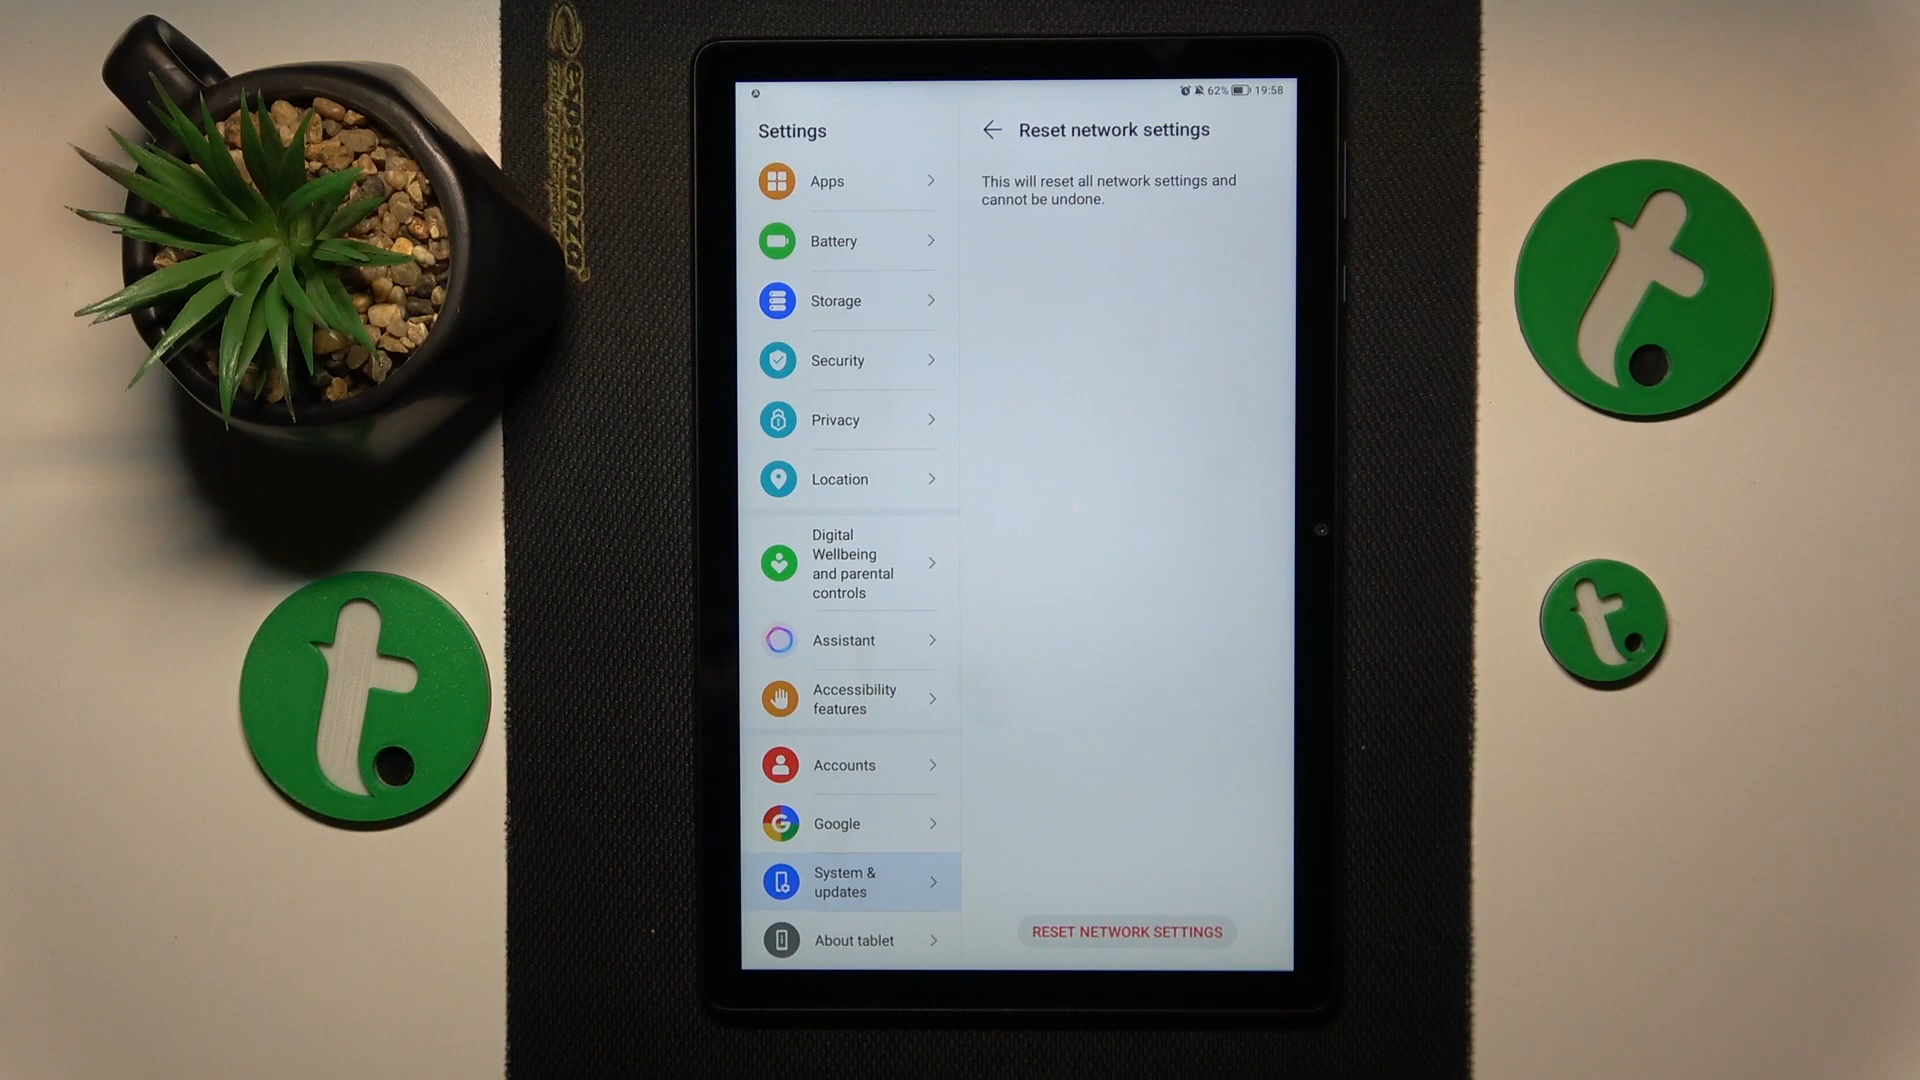 Esperanza
62% 19:58
Settings
Apps
Battery
Storage
Security
Privacy
Location
Digital
Wellbeing
and parental
controls
Assistant
Accessibility
features
Accounts
Google
System &
updates
About tablet
Reset network settings
This will reset all network settings and
cannot be undone.
RESET NETWORK SETTINGS